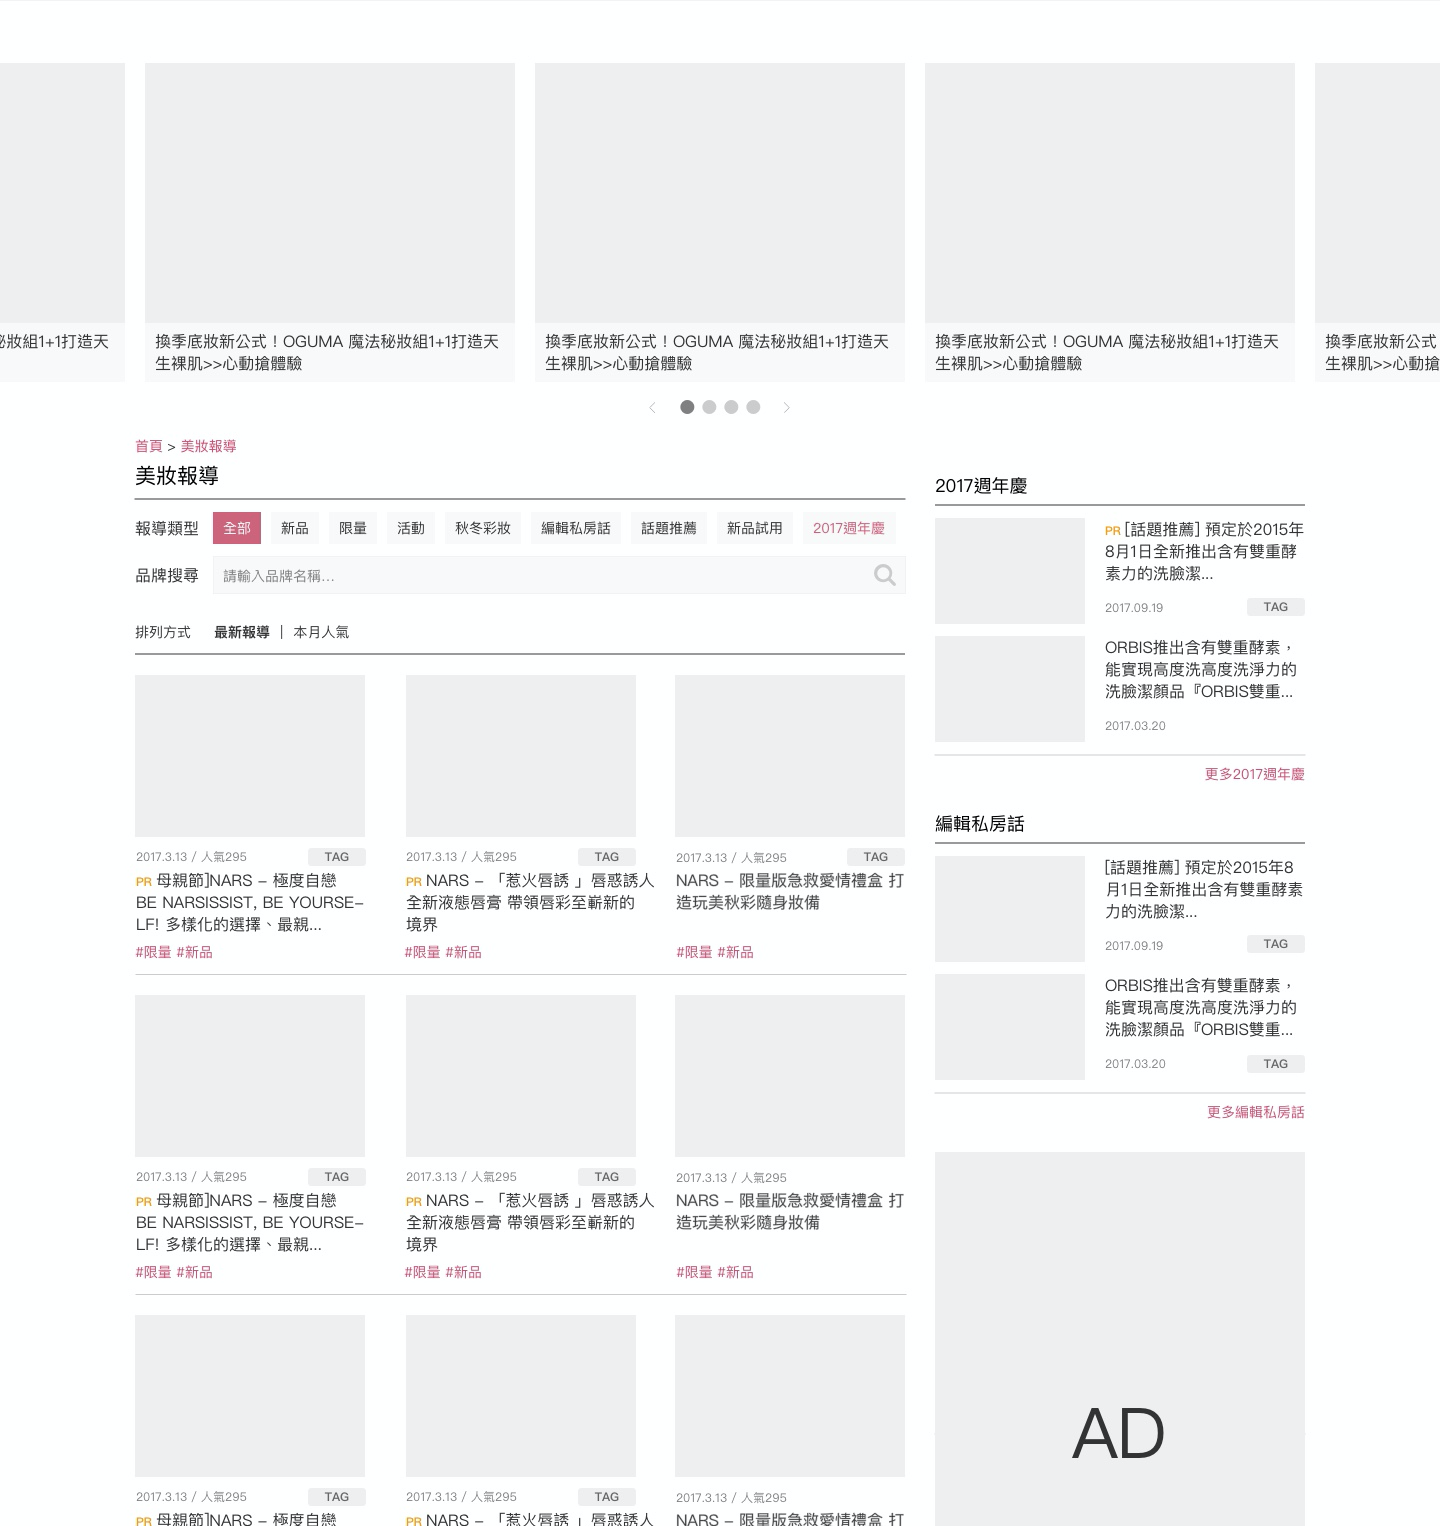 妝組1+1打造天
換季底妝新公式！OGUMA 魔法秘妝組1+1打造天
生裸肌>>心動搶體驗
換季底妝新公式！OGUMA 魔法秘妝組1+1打造天
生裸肌>>心動搶體驗
換季底妝新公式！OGUMA 魔法秘妝組1+1打造天
生裸肌>>心動搶體驗
換季底妝新公式
生裸肌>>心動搶
首頁 > 美妝報導
美妝報導
報導類型 全部 新品 限量 活動 秋冬彩妝 編輯私房話 話題推薦 新品試用 2017週年慶
品牌搜尋 請輸入品牌名稱...
排列方式 最新報導 | 本月人氣
2017.3.13 / 人氣295 TAG
PR 母親節]NARS – 極度自戀
BE NARSISSIST, BE YOURSE–
LF! 多樣化的選擇、最親...
#限量 #新品
2017.3.13 / 人氣295 TAG
PR NARS – 「惹火唇誘 」唇惑誘人
全新液態唇膏 帶領唇彩至嶄新的
境界
#限量 #新品
2017.3.13 / 人氣295 TAG
NARS – 限量版急救愛情禮盒 打
造玩美秋彩隨身妝備
#限量 #新品
2017.3.13 / 人氣295 TAG
PR 母親節]NARS – 極度自戀
BE NARSISSIST, BE YOURSE–
LF! 多樣化的選擇、最親...
#限量 #新品
2017.3.13 / 人氣295 TAG
PR NARS – 「惹火唇誘 」唇惑誘人
全新液態唇膏 帶領唇彩至嶄新的
境界
#限量 #新品
2017.3.13 / 人氣295
NARS – 限量版急救愛情禮盒 打
造玩美秋彩隨身妝備
#限量 #新品
2017.3.13 / 人氣295 TAG
PR 母親節]NARS – 極度自戀
2017.3.13 / 人氣295 TAG
PR NARS – 「惹火唇誘 」唇惑誘人
2017.3.13 / 人氣295
NARS – 限量版急救愛情禮盒 打
2017週年慶
PR [話題推薦] 預定於2015年
8月1日全新推出含有雙重酵
素力的洗臉潔...
2017.09.19 TAG
ORBIS推出含有雙重酵素，
能實現高度洗高度洗淨力的
洗臉潔顏品『ORBIS雙重...
2017.03.20
更多2017週年慶
編輯私房話
[話題推薦] 預定於2015年8
月1日全新推出含有雙重酵素
力的洗臉潔...
2017.09.19 TAG
ORBIS推出含有雙重酵素，
能實現高度洗高度洗淨力的
洗臉潔顏品『ORBIS雙重...
2017.03.20 TAG
更多編輯私房話
AD